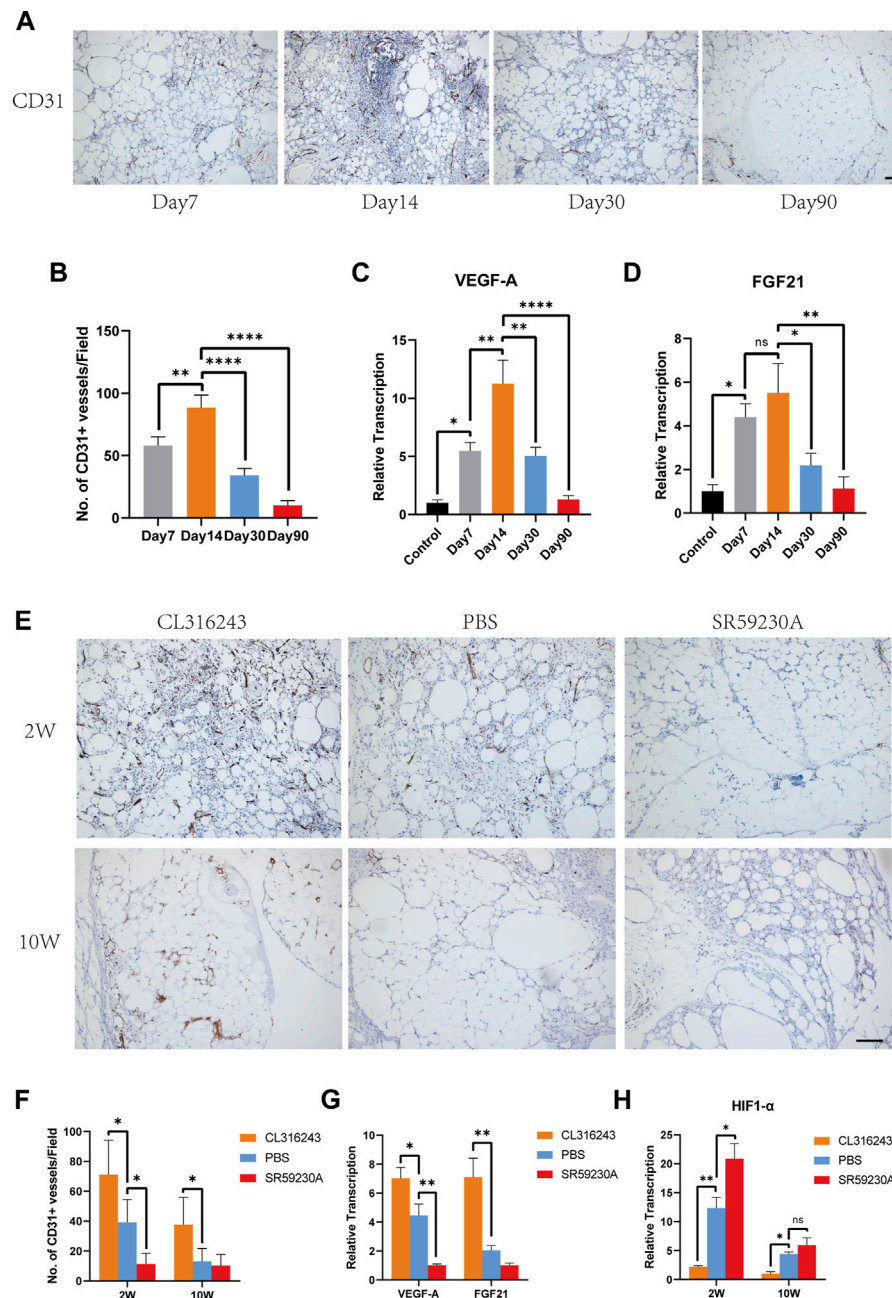 A
CD31
Day7 Day14 Day30 Day90
B
No. of CD31+ vessels/Field
150
100
50
0
** **** ****
Day7 Day14 Day30 Day90
C
VEGF-A
Relative Transcription
15
10
5
0
* ** ** ****
Control Day7 Day14 Day30 Day90
D
FGF21
Relative Transcription
8
6
4
2
0
* ns * **
Control Day7 Day14 Day30 Day90
E
CL316243 PBS SR59230A
2W
10W
F
No. of CD31+ vessels/Field
100
80
60
40
20
0
* * *
2W 10W
CL316243
PBS
SR59230A
G
Relative Transcription
10
8
6
4
2
0
* ** **
VEGF-A FGF21
CL316243
PBS
SR59230A
H
HIF1-α
Relative Transcription
25
20
15
10
5
0
** * * ns
2W 10W
CL316243
PBS
SR59230A